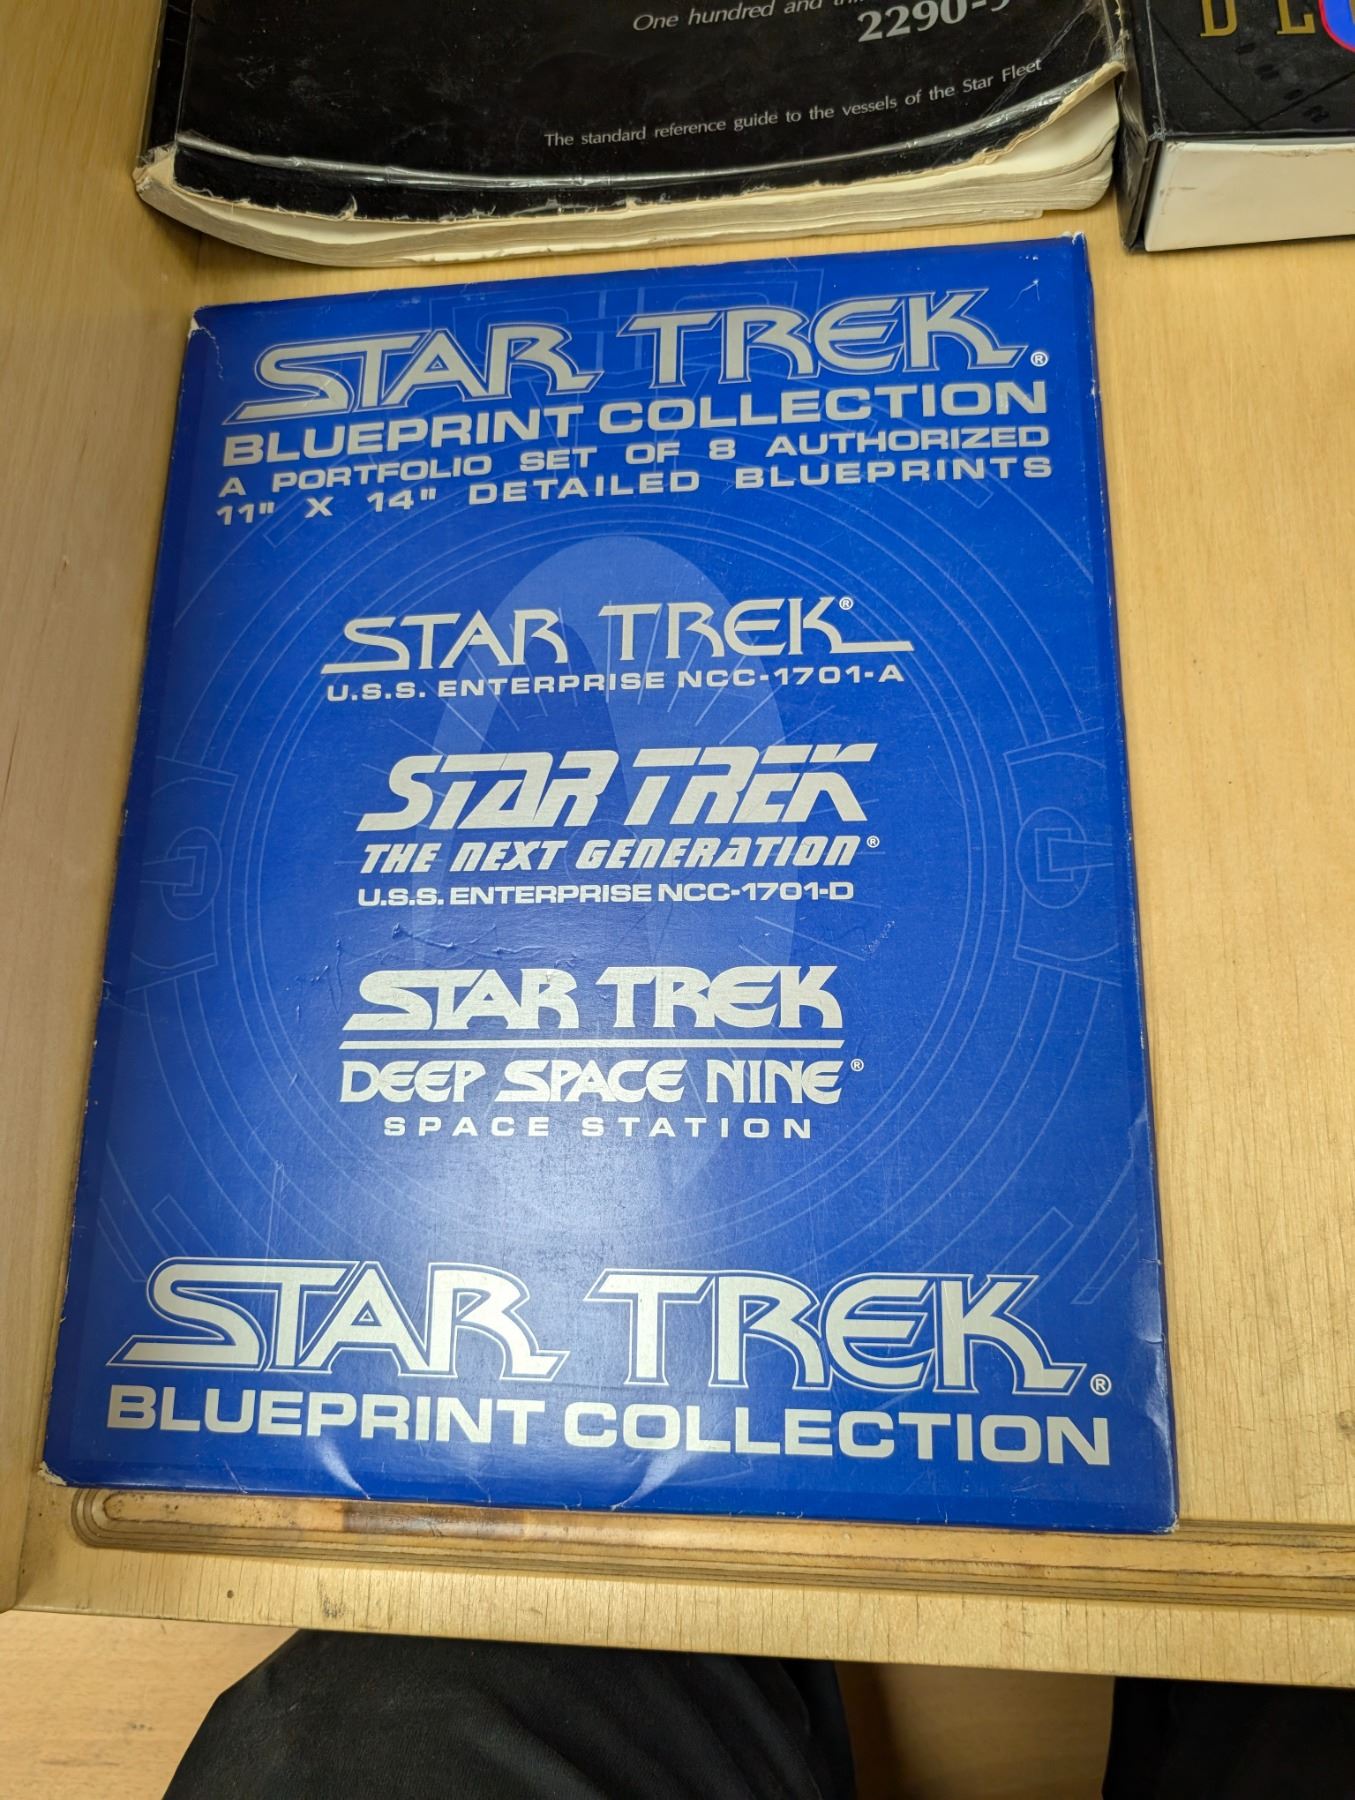 One hundred and
2290-
The standard reference guide to the vessels of the Star Fleet
STAR TREK®
BLUEPRINT COLLECTION
A PORTFOLIO SET OF 8 AUTHORIZED
11" X 14" DETAILED BLUEPRINTS
STAR TREK®
U.S.S. ENTERPRISE NCC-1701-A
STAR TREK
THE NEXT GENERATION®
U.S.S. ENTERPRISE NCC-1701-D
STAR TREK
DEEP SPACE NINE®
SPACE STATION
STAR TREK®
BLUEPRINT COLLECTION